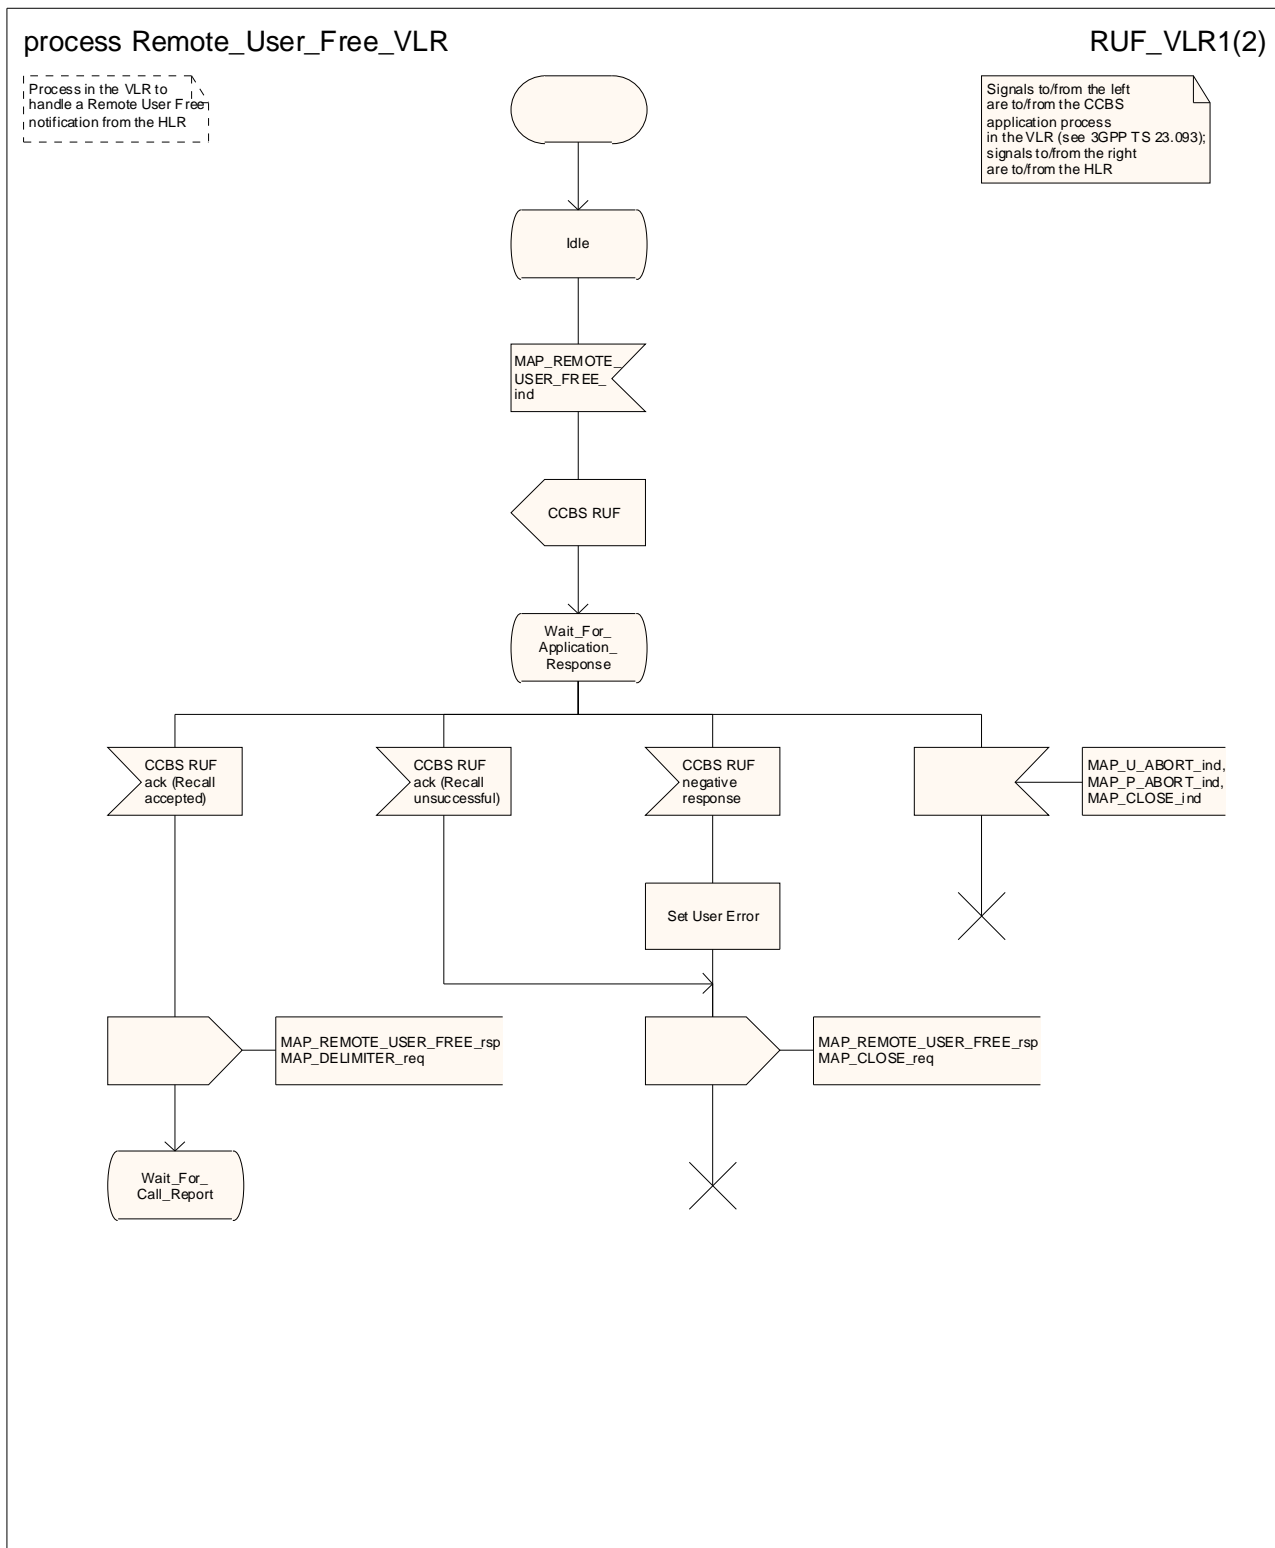 process Remote_User_Free_VLR
RUF_VLR1(2)
Process in the VLR to
handle a Remote User Free
notification from the HLR
Signals to/from the left
are to/from the CCBS
application process
in the VLR (see 3GPP TS 23.093);
signals to/from the right
are to/from the HLR
Idle
MAP_REMOTE_
USER_FREE_
ind
CCBS RUF
Wait_For_
Application_
Response
CCBS RUF
ack (Recall
accepted)
CCBS RUF
ack (Recall
unsuccessful)
CCBS RUF
negative
response
MAP_U_ABORT_ind,
MAP_P_ABORT_ind,
MAP_CLOSE_ind
Set User Error
MAP_REMOTE_USER_FREE_rsp
MAP_DELIMITER_req
MAP_REMOTE_USER_FREE_rsp
MAP_CLOSE_req
Wait_For_
Call_Report